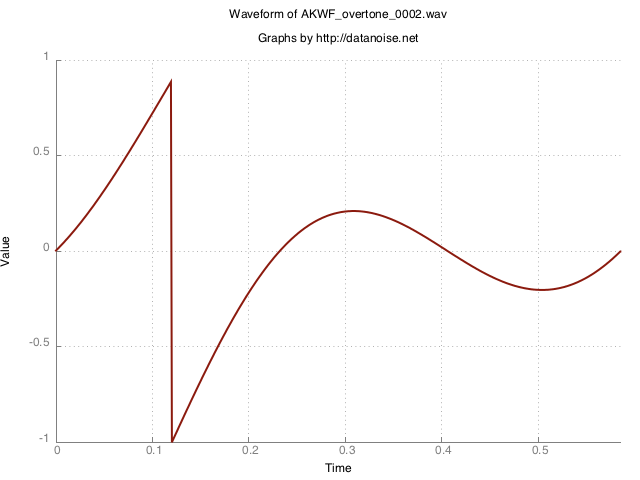 Waveform of AKWF_overtone_0002.wav
Graphs by http://datanoise.net
1
0.5
0
-0.5
-1
Value
0 0.1 0.2 0.3 0.4 0.5
Time